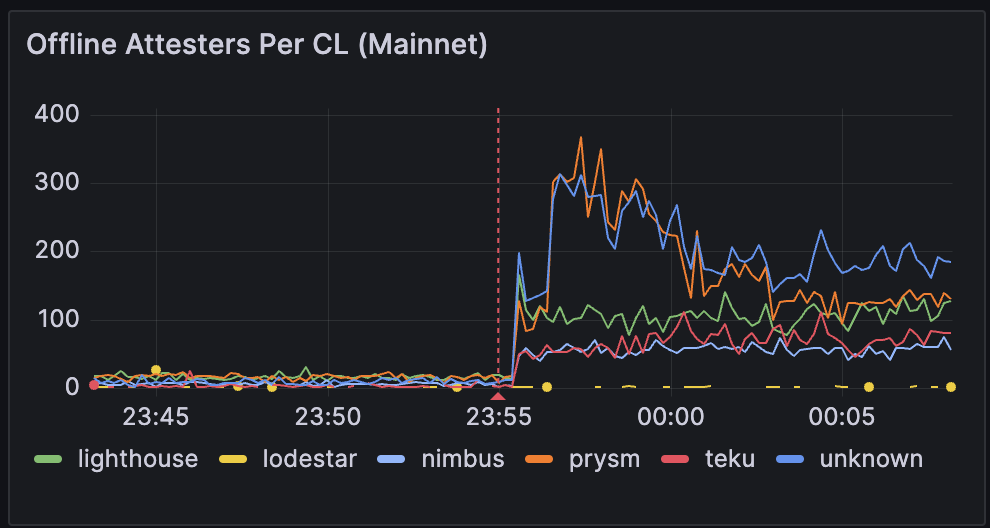 Offline Attesters Per CL (Mainnet)
400
300
200
100
0
23:45 23:50 23:55 00:00 00:05
lighthouse lodestar nimbus prysm teku unknown